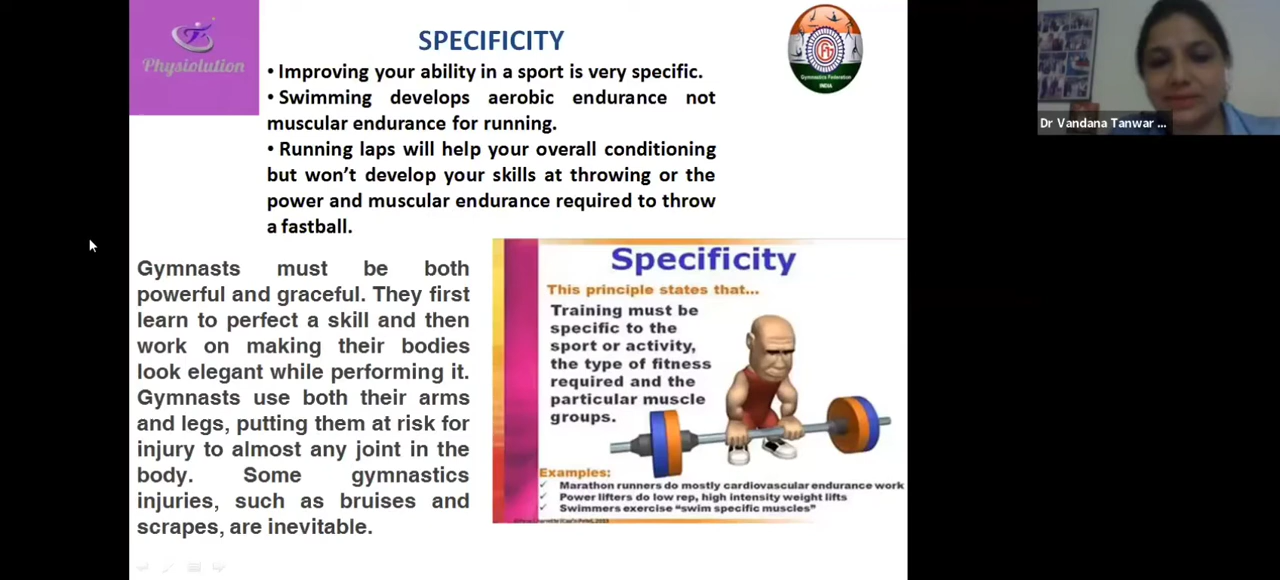 Physiolution
SPECIFICITY
• Improving your ability in a sport is very specific.
• Swimming develops aerobic endurance not
muscular endurance for running.
• Running laps will help your overall conditioning
but won't develop your skills at throwing or the
power and muscular endurance required to throw
a fastball.
Gymnastics Federation
INDIA
Dr Vandana Tanwar ...
Gymnasts must be both
powerful and graceful. They first
learn to perfect a skill and then
work on making their bodies
look elegant while performing it.
Gymnasts use both their arms
and legs, putting them at risk for
injury to almost any joint in the
body. Some gymnastics
injuries, such as bruises and
scrapes, are inevitable.
Specificity
This principle states that...
Training must be
specific to the
sport or activity,
the type of fitness
required and the
particular muscle
groups.
Examples:
✓ Marathon runners do mostly cardiovascular endurance work
✓ Power lifters do low rep, high intensity weight lifts
✓ Swimmers exercise "swim specific muscles"